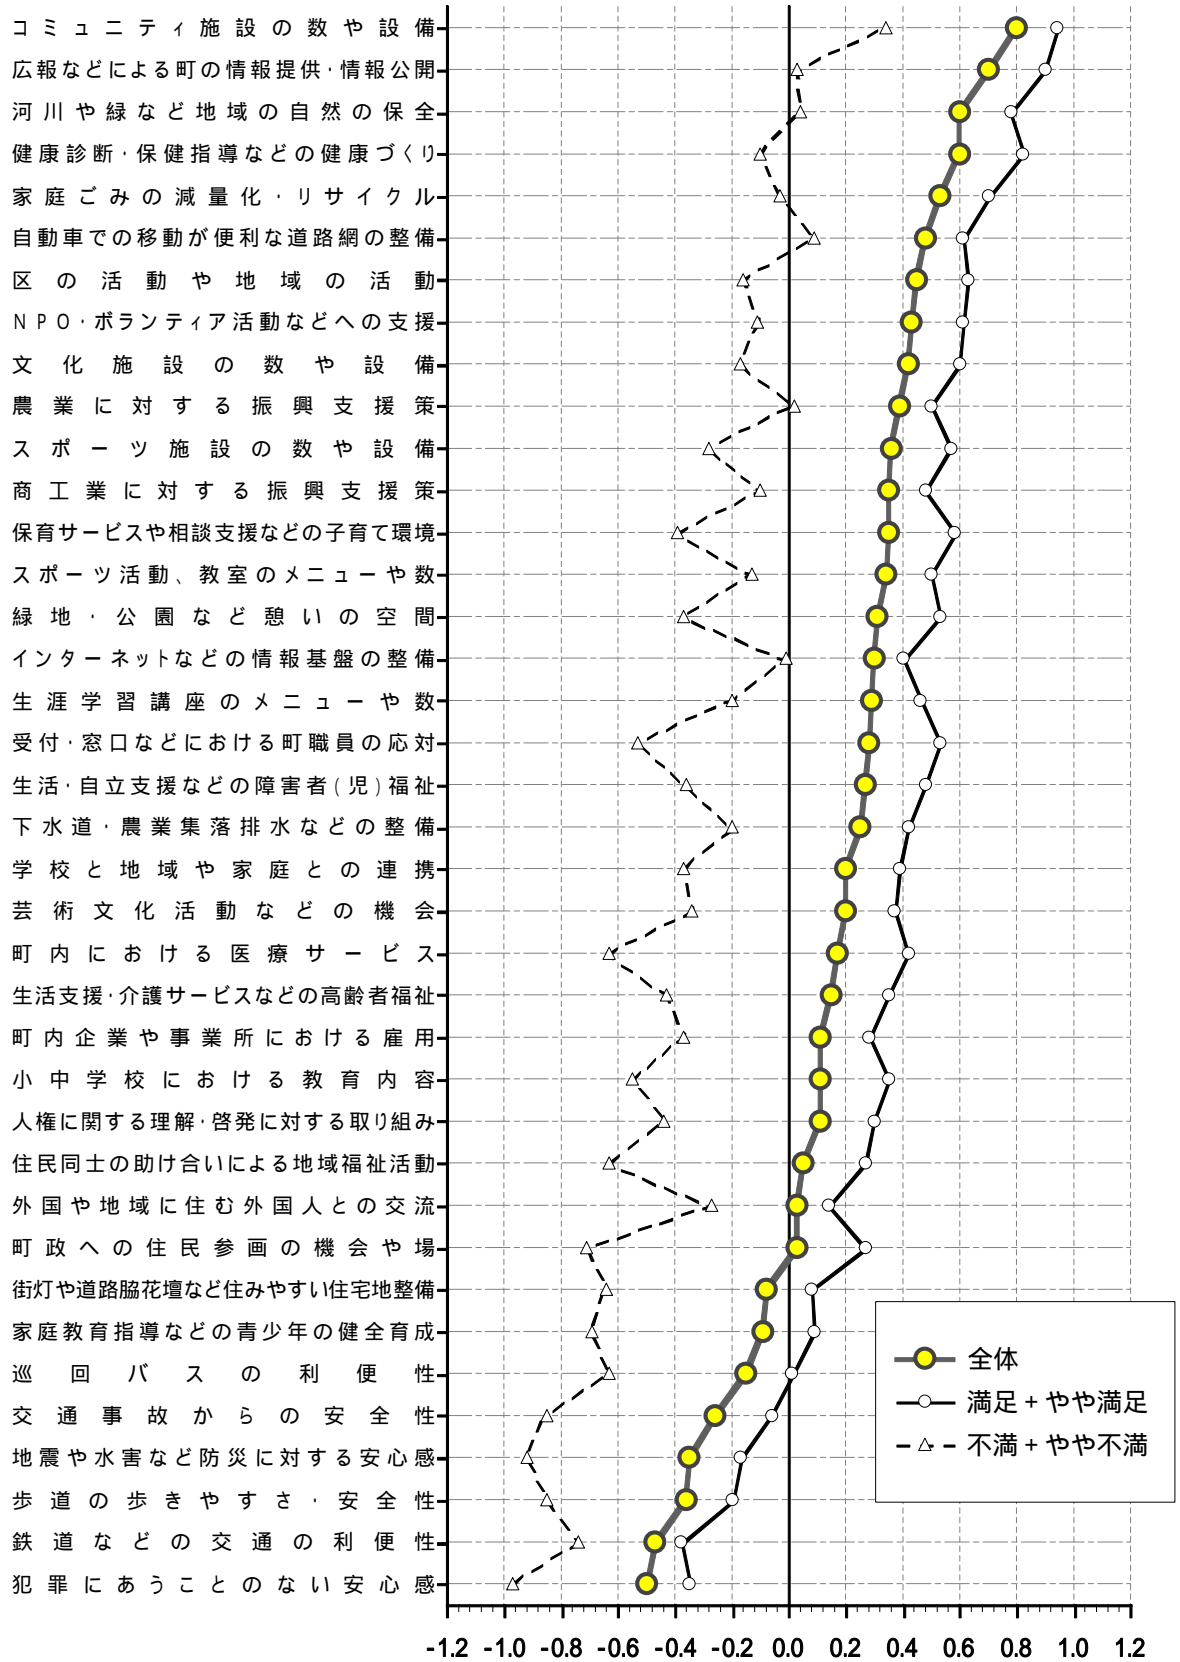 コミュニティ施設の数や設備
広報などによる町の情報提供・情報公開
河川や緑など地域の自然の保全
健康診断・保健指導などの健康づくり
家庭ごみの減量化・リサイクル
自動車での移動が便利な道路網の整備
区の活動や地域の活動
NPO・ボランティア活動などへの支援
文化施設の数や設備
農業に対する振興支援策
スポーツ施設の数や設備
商工業に対する振興支援策
保育サービスや相談支援などの子育て環境
スポーツ活動、教室のメニューや数
緑地・公園など憩いの空間
インターネットなどの情報基盤の整備
生涯学習講座のメニューや数
受付・窓口などにおける町職員の応対
生活・自立支援などの障害者(児)福祉
下水道・農業集落排水などの整備
学校と地域や家庭との連携
芸術文化活動などの機会
町内における医療サービス
生活支援・介護サービスなどの高齢者福祉
町内企業や事業所における雇用
小中学校における教育内容
人権に関する理解・啓発に対する取り組み
住民同士の助け合いによる地域福祉活動
外国や地域に住む外国人との交流
町政への住民参画の機会や場
街灯や道路脇花壇など住みやすい住宅地整備
家庭教育指導などの青少年の健全育成
巡回バスの利便性
交通事故からの安全性
地震や水害など防災に対する安心感
歩道の歩きやすさ・安全性
鉄道などの交通の利便性
犯罪にあうことのない安心感
全体
満足+やや満足
不満+やや不満
-1.2 -1.0 -0.8 -0.6 -0.4 -0.2 0.0 0.2 0.4 0.6 0.8 1.0 1.2